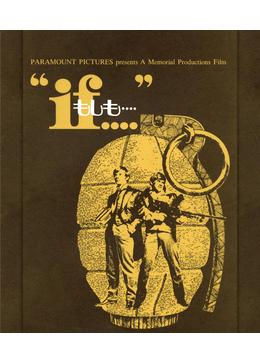 PARAMOUNT PICTURES presents A Memorial Productions Film
“if....”
もしも‥‥